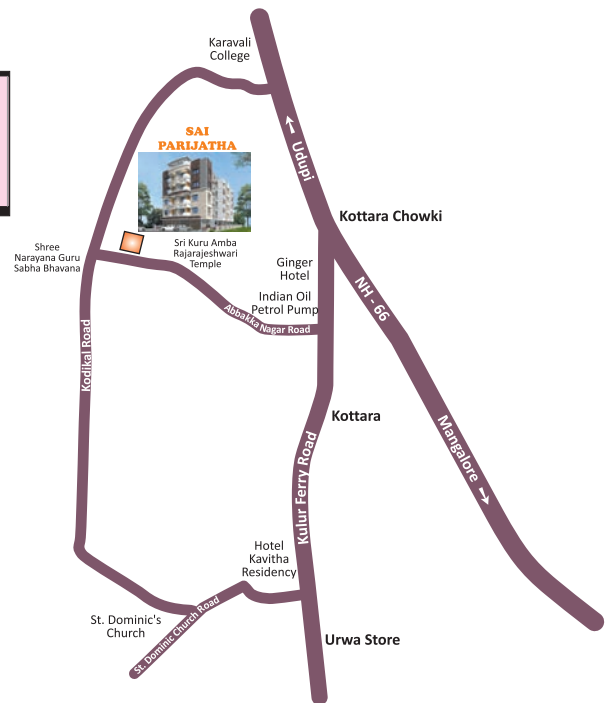 Karavali
College
SAI
PARIJATHA
Udupi
Kottara Chowki
Shree
Narayana Guru
Sabha Bhavana
Sri Kuru Amba
Rajarajeshwari
Temple
Ginger
Hotel
NH - 66
Indian Oil
Petrol Pump
Abbakka Nagar Road
Kodikal Road
Kottara
Mangalore
Kulur Ferry Road
Hotel
Kavitha
Residency
St. Dominic's
Church
St. Dominic Church Road
Urwa Store